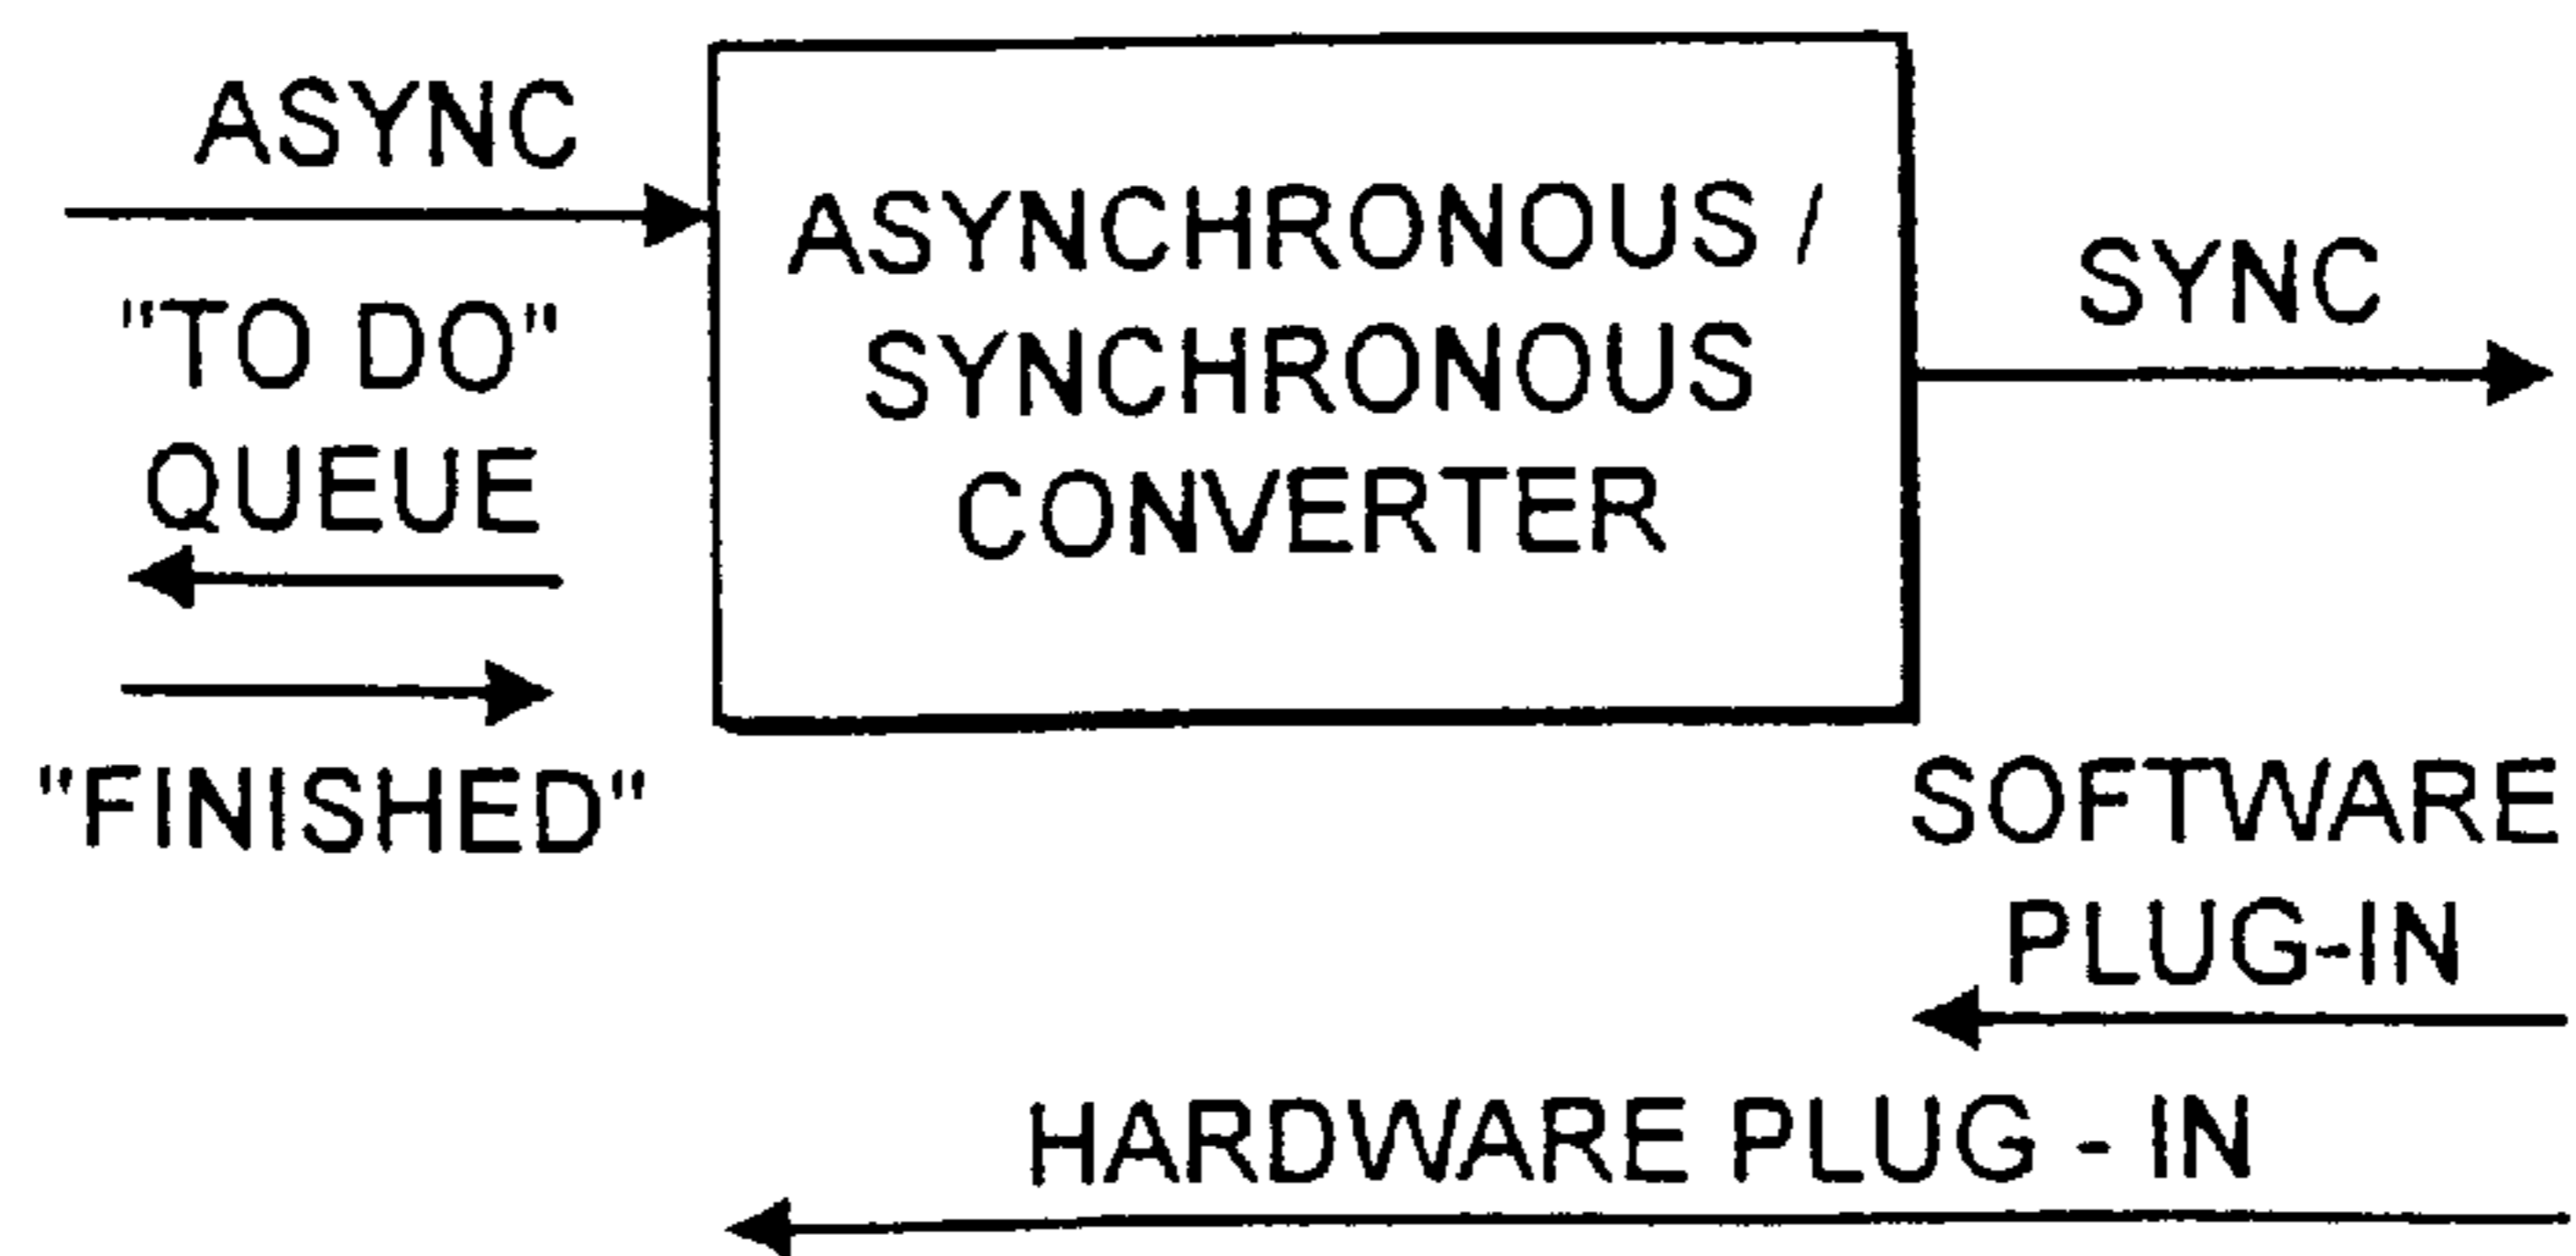 ASYNC
"TO DO"
QUEUE
"FINISHED"
ASYNCHRONOUS /
SYNCHRONOUS
CONVERTER
SYNC
SOFTWARE
PLUG-IN
HARDWARE PLUG - IN